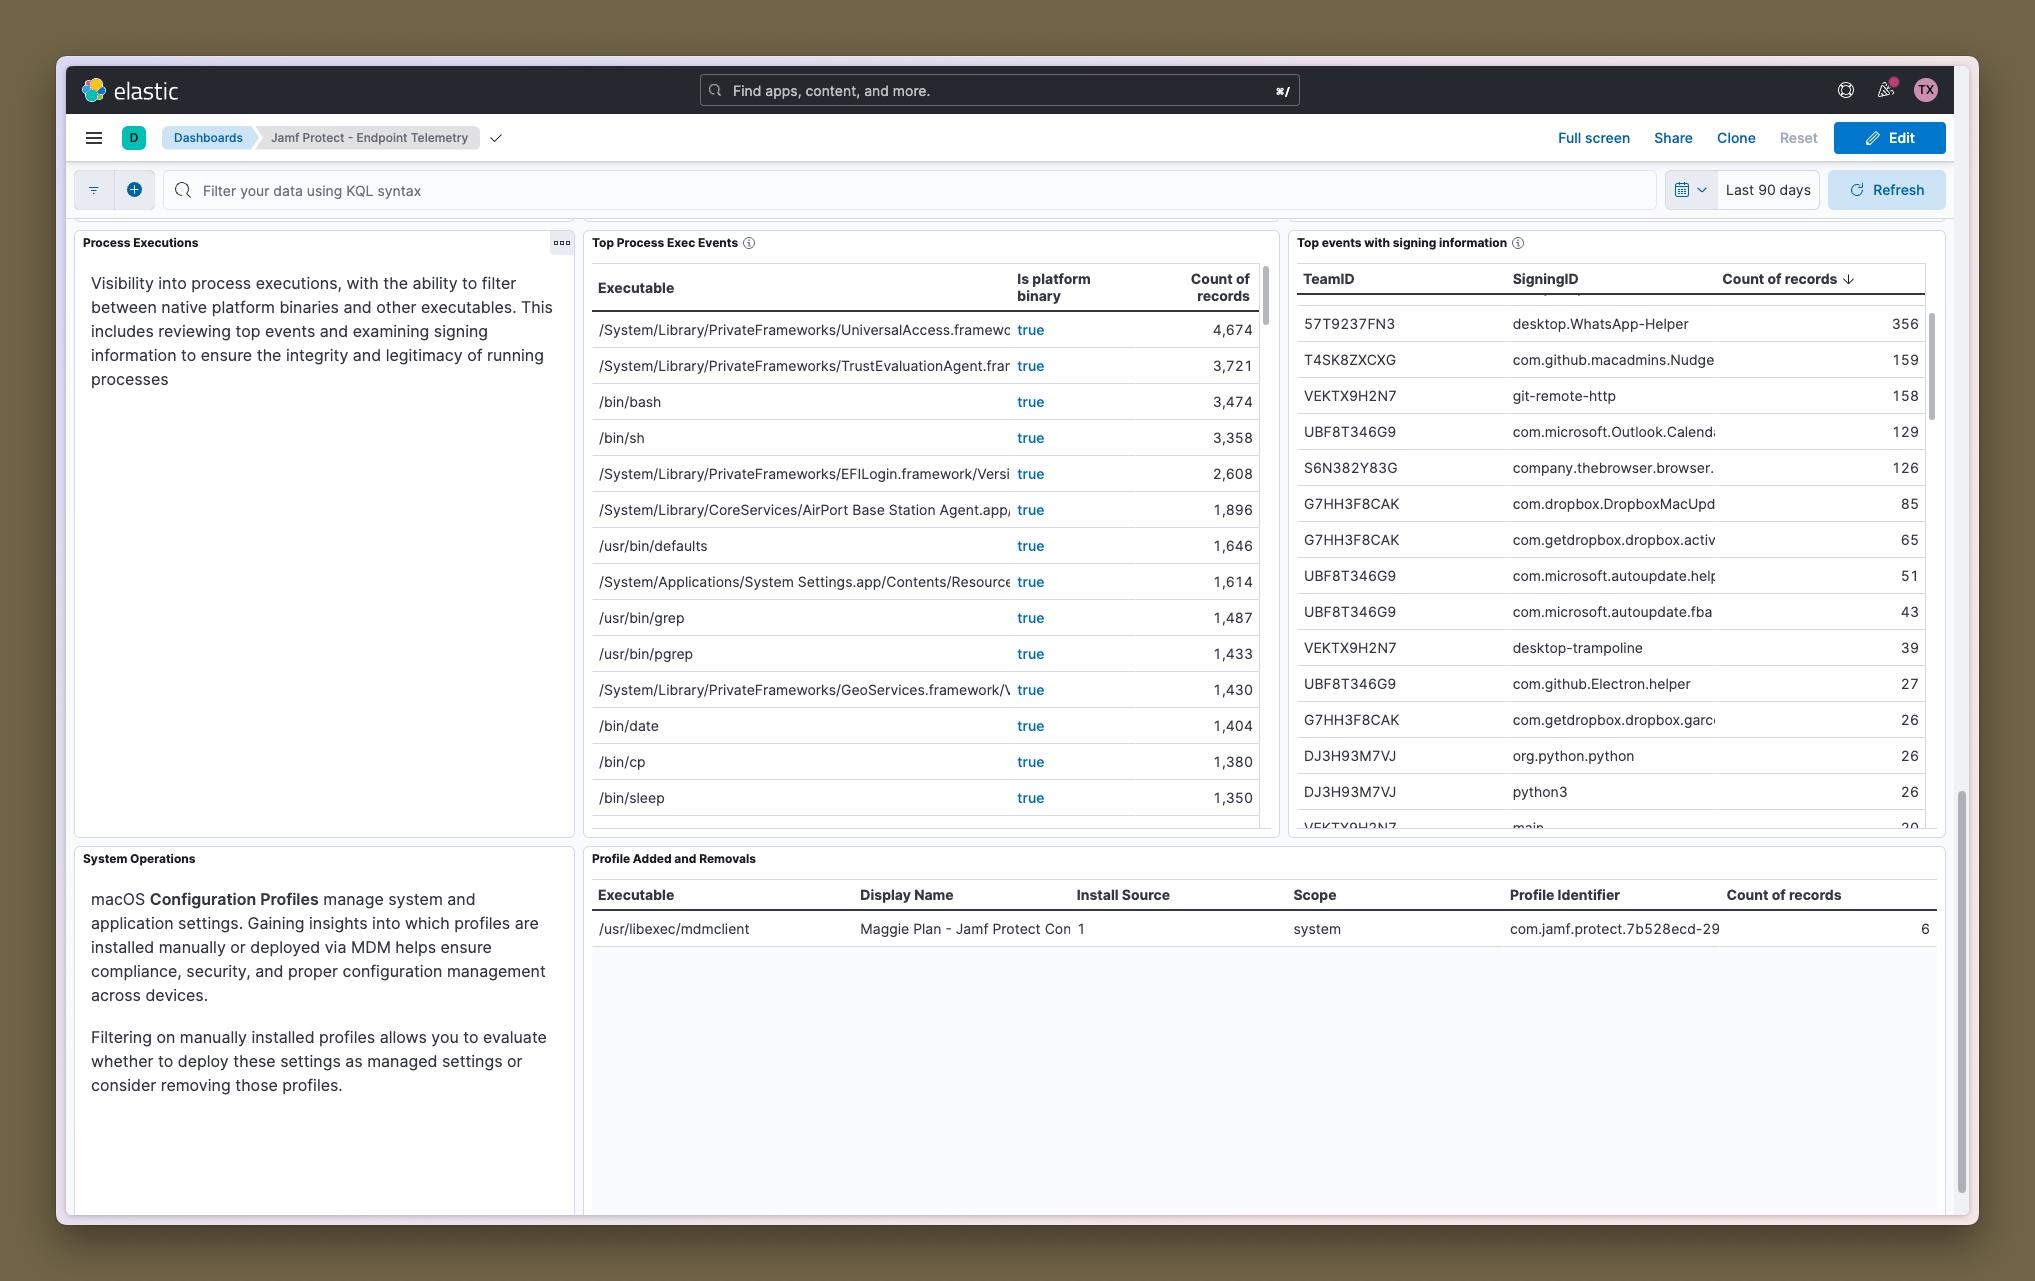 elastic
Find apps, content, and more.
⌘/
TX
D
Dashboards
Jamf Protect - Endpoint Telemetry
Full screen
Share
Clone
Reset
Edit
Filter your data using KQL syntax
Last 90 days
Refresh
Process Executions
Visibility into process executions, with the ability to filter
between native platform binaries and other executables. This
includes reviewing top events and examining signing
information to ensure the integrity and legitimacy of running
processes
Top Process Exec Events
Executable Is platform binary Count of records
/System/Library/PrivateFrameworks/UniversalAccess.framewo true 4,674
/System/Library/PrivateFrameworks/TrustEvaluationAgent.frar true 3,721
/bin/bash true 3,474
/bin/sh true 3,358
/System/Library/PrivateFrameworks/EFILogin.framework/Versi true 2,608
/System/Library/CoreServices/AirPort Base Station Agent.app/ true 1,896
/usr/bin/defaults true 1,646
/System/Applications/System Settings.app/Contents/Resource true 1,614
/usr/bin/grep true 1,487
/usr/bin/pgrep true 1,433
/System/Library/PrivateFrameworks/GeoServices.framework/V true 1,430
/bin/date true 1,404
/bin/cp true 1,380
/bin/sleep true 1,350
Top events with signing information
TeamID SigningID Count of records
57T9237FN3 desktop.WhatsApp-Helper 356
T4SK8ZXCXG com.github.macadmins.Nudge 159
VEKTX9H2N7 git-remote-http 158
UBF8T346G9 com.microsoft.Outlook.Calenda 129
S6N382Y83G company.thebrowser.browser. 126
G7HH3F8CAK com.dropbox.DropboxMacUpd 85
G7HH3F8CAK com.getdropbox.dropbox.activ 65
UBF8T346G9 com.microsoft.autoupdate.help 51
UBF8T346G9 com.microsoft.autoupdate.fba 43
VEKTX9H2N7 desktop-trampoline 39
UBF8T346G9 com.github.Electron.helper 27
G7HH3F8CAK com.getdropbox.dropbox.garc 26
DJ3H93M7VJ org.python.python 26
DJ3H93M7VJ python3 26
VEKTX9H2N7 main 20
System Operations
macOS Configuration Profiles manage system and
application settings. Gaining insights into which profiles are
installed manually or deployed via MDM helps ensure
compliance, security, and proper configuration management
across devices.
Filtering on manually installed profiles allows you to evaluate
whether to deploy these settings as managed settings or
consider removing those profiles.
Profile Added and Removals
Executable Display Name Install Source Scope Profile Identifier Count of records
/usr/libexec/mdmclient Maggie Plan - Jamf Protect Con 1 system com.jamf.protect.7b528ecd-29 6